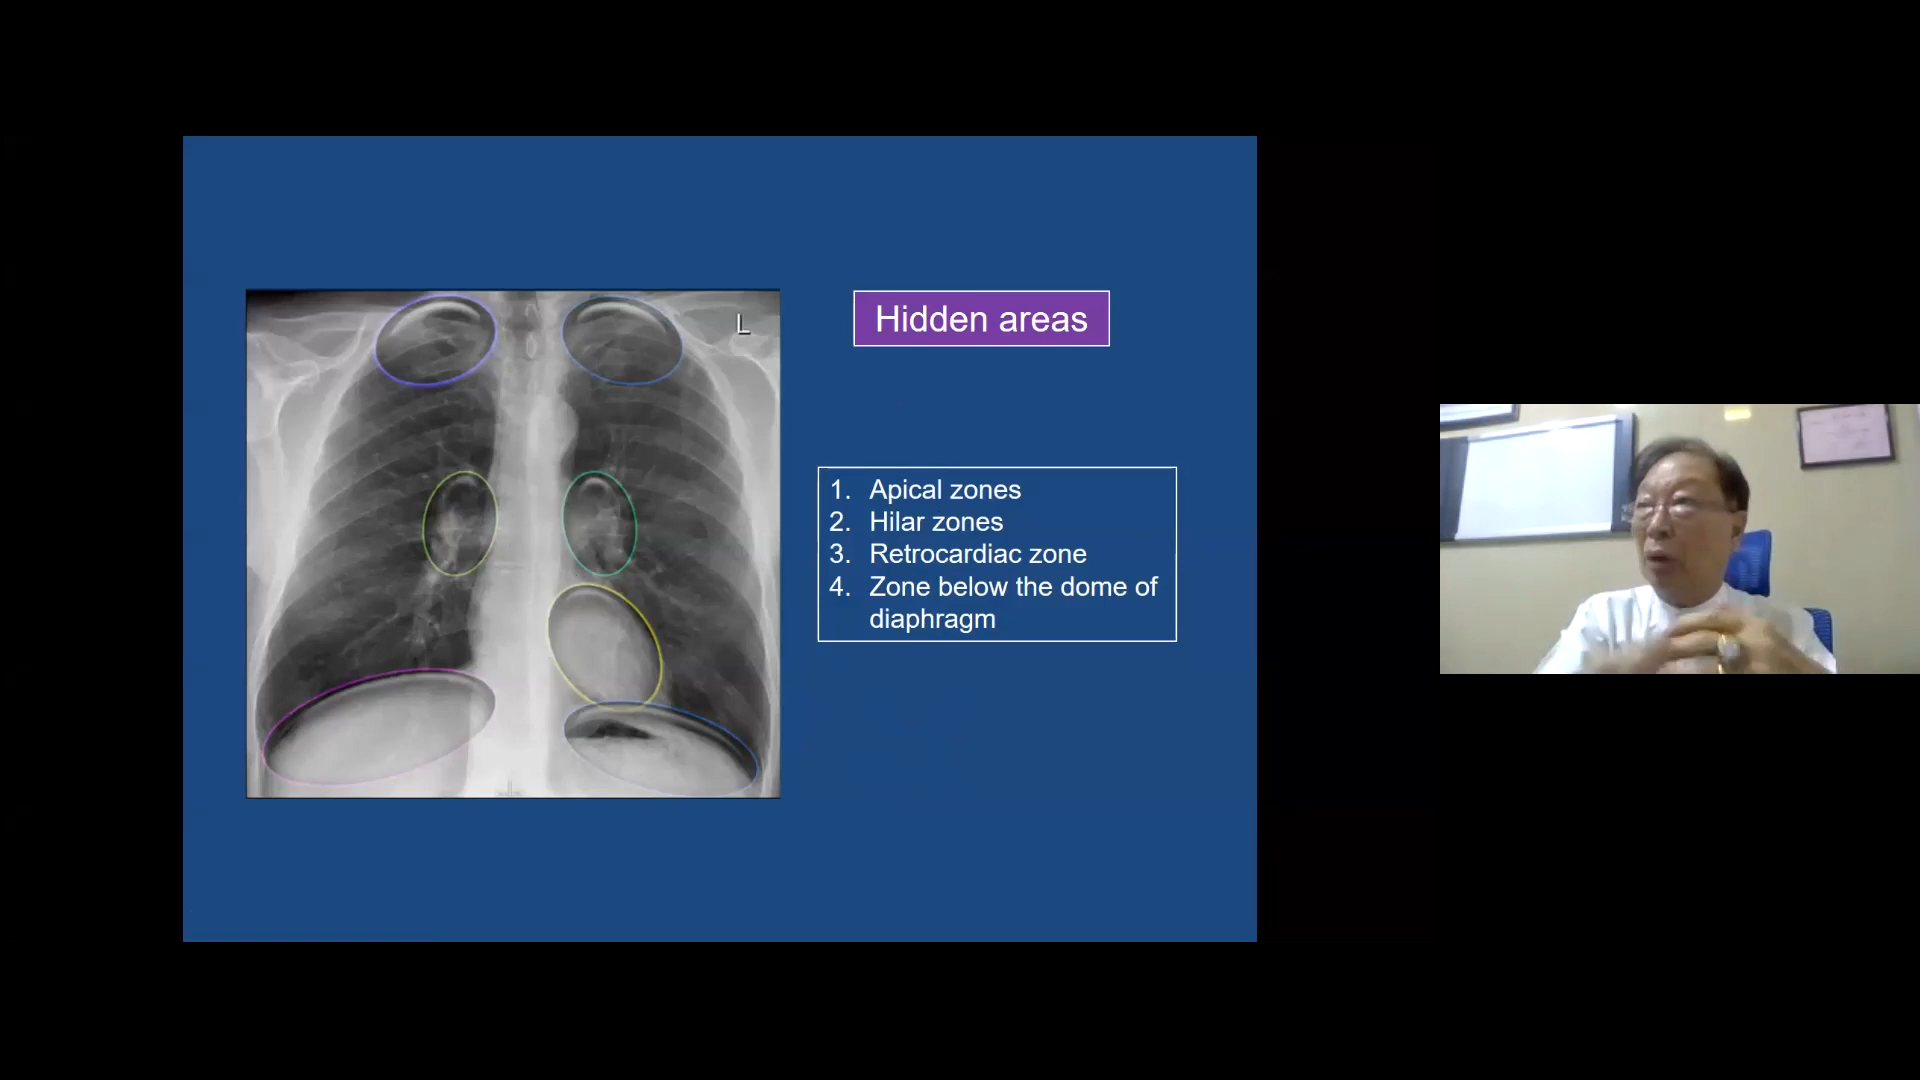 L
Hidden areas
1. Apical zones
2. Hilar zones
3. Retrocardiac zone
4. Zone below the dome of
diaphragm